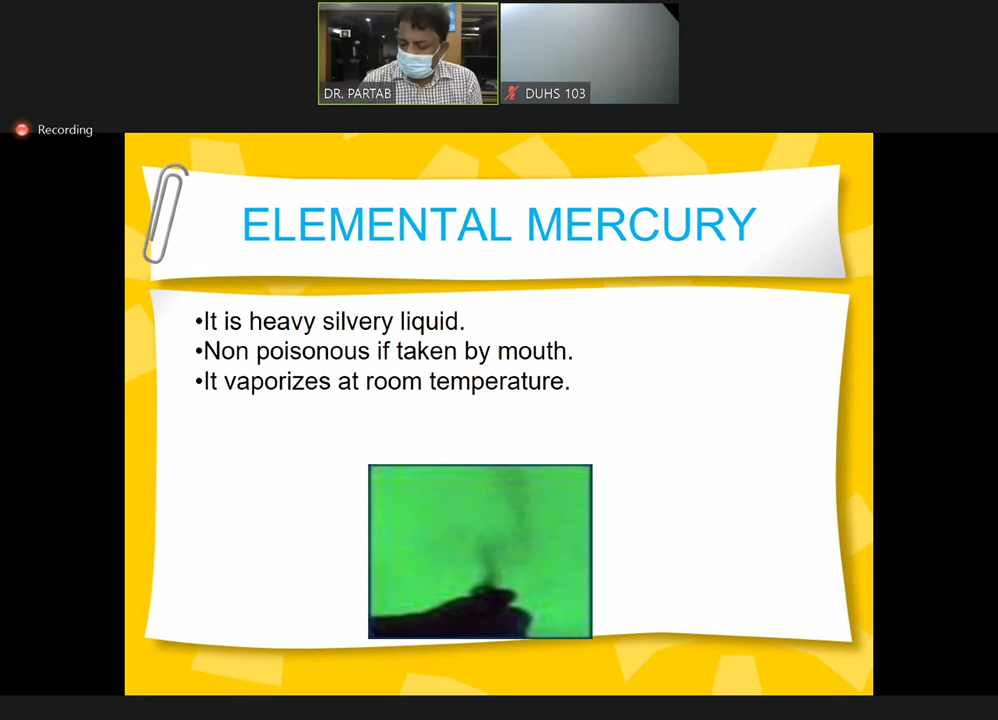 DR. PARTAB
DUHS 103
Recording
ELEMENTAL MERCURY
•It is heavy silvery liquid.
•Non poisonous if taken by mouth.
•It vaporizes at room temperature.